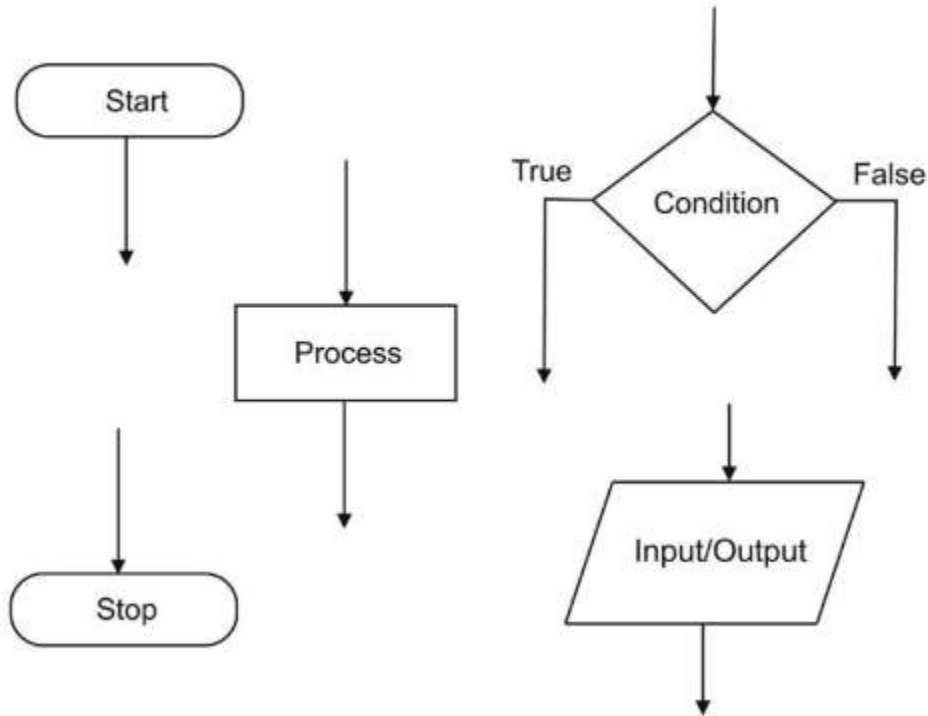 Start
True
False
Condition
Process
Input/Output
Stop